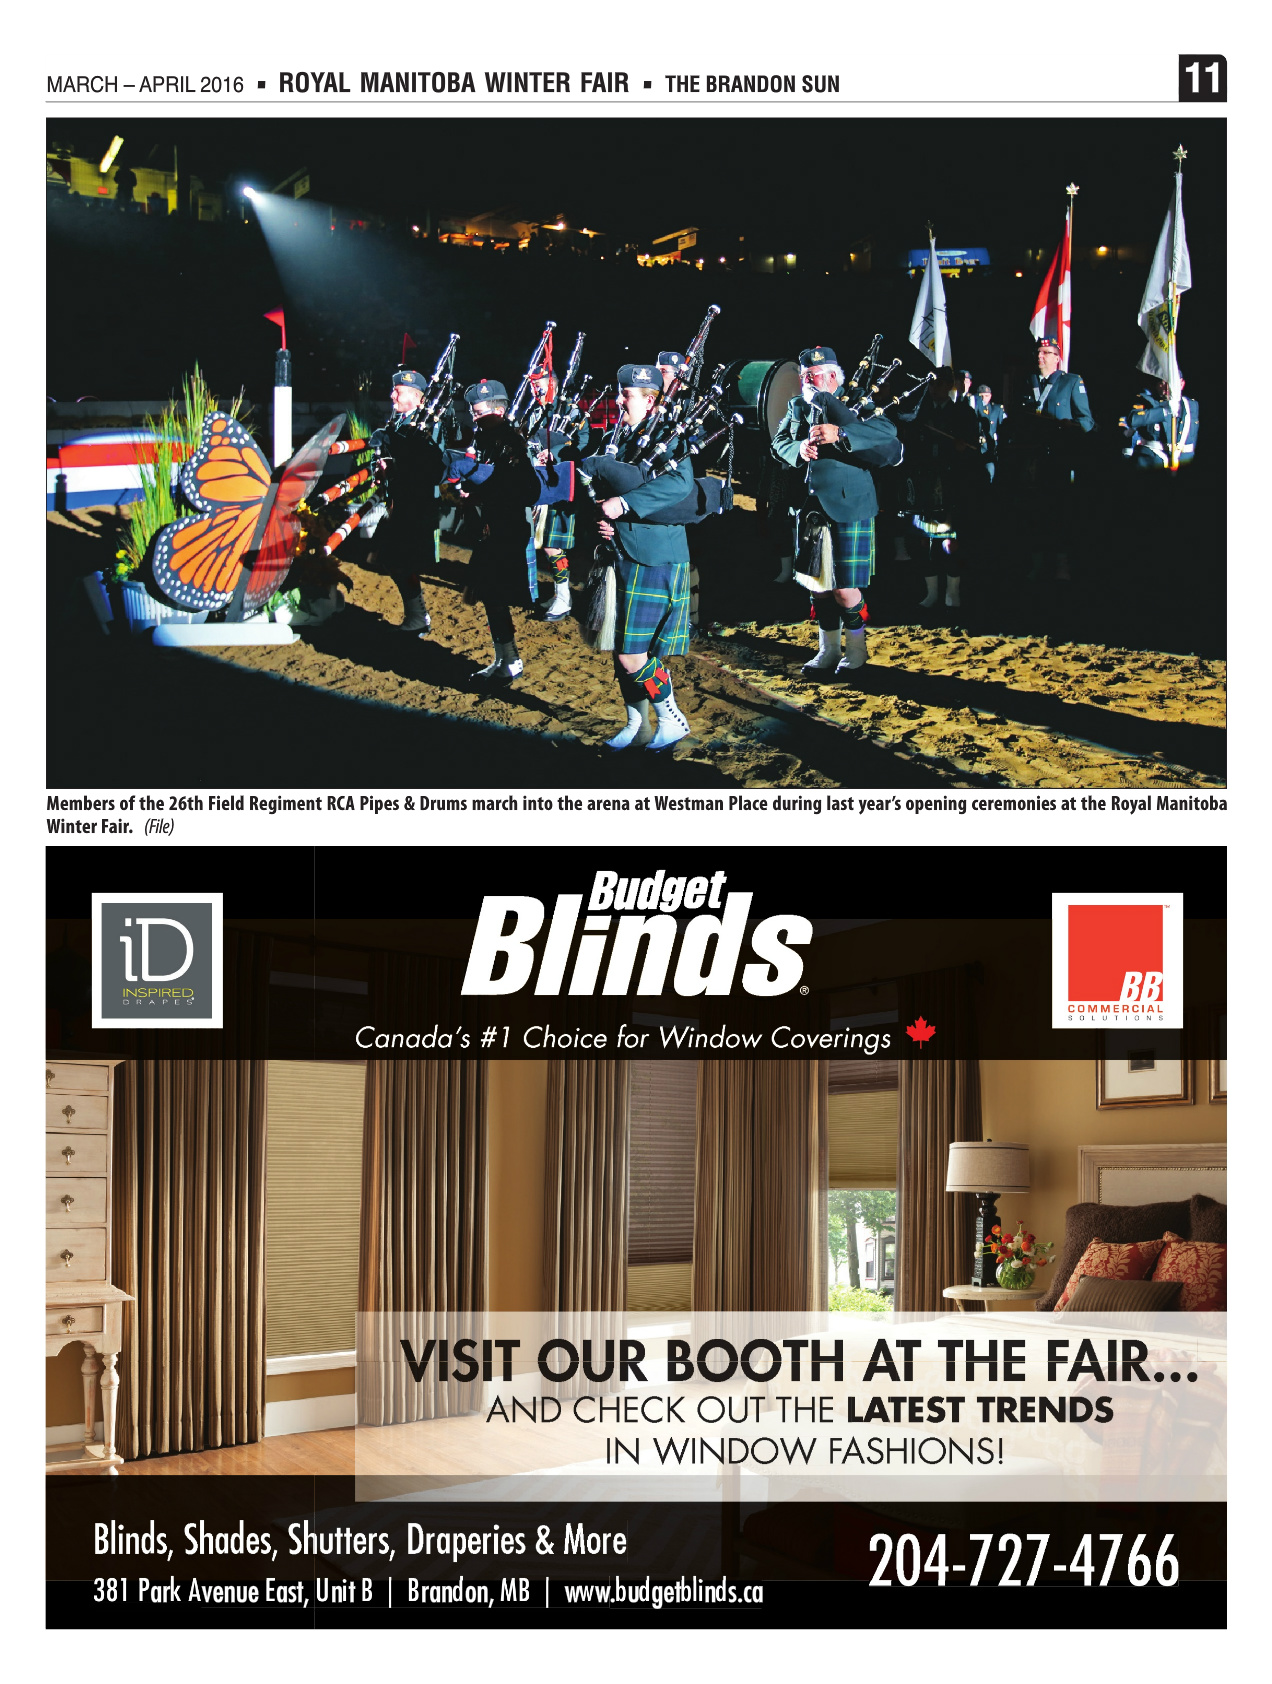 MARCH – APRIL 2016 ▪ ROYAL MANITOBA WINTER FAIR ▪ THE BRANDON SUN 11
Members of the 26th Field Regiment RCA Pipes & Drums march into the arena at Westman Place during last year's opening ceremonies at the Royal Manitoba
Winter Fair. (File)
iD
INSPIRED
DRAPES
Budget
Blinds®
Canada's #1 Choice for Window Coverings
BB
COMMERCIAL
SOLUTIONS
VISIT OUR BOOTH AT THE FAIR...
AND CHECK OUT THE LATEST TRENDS
IN WINDOW FASHIONS!
Blinds, Shades, Shutters, Draperies & More
381 Park Avenue East, Unit B | Brandon, MB | www.budgetblinds.ca
204-727-4766